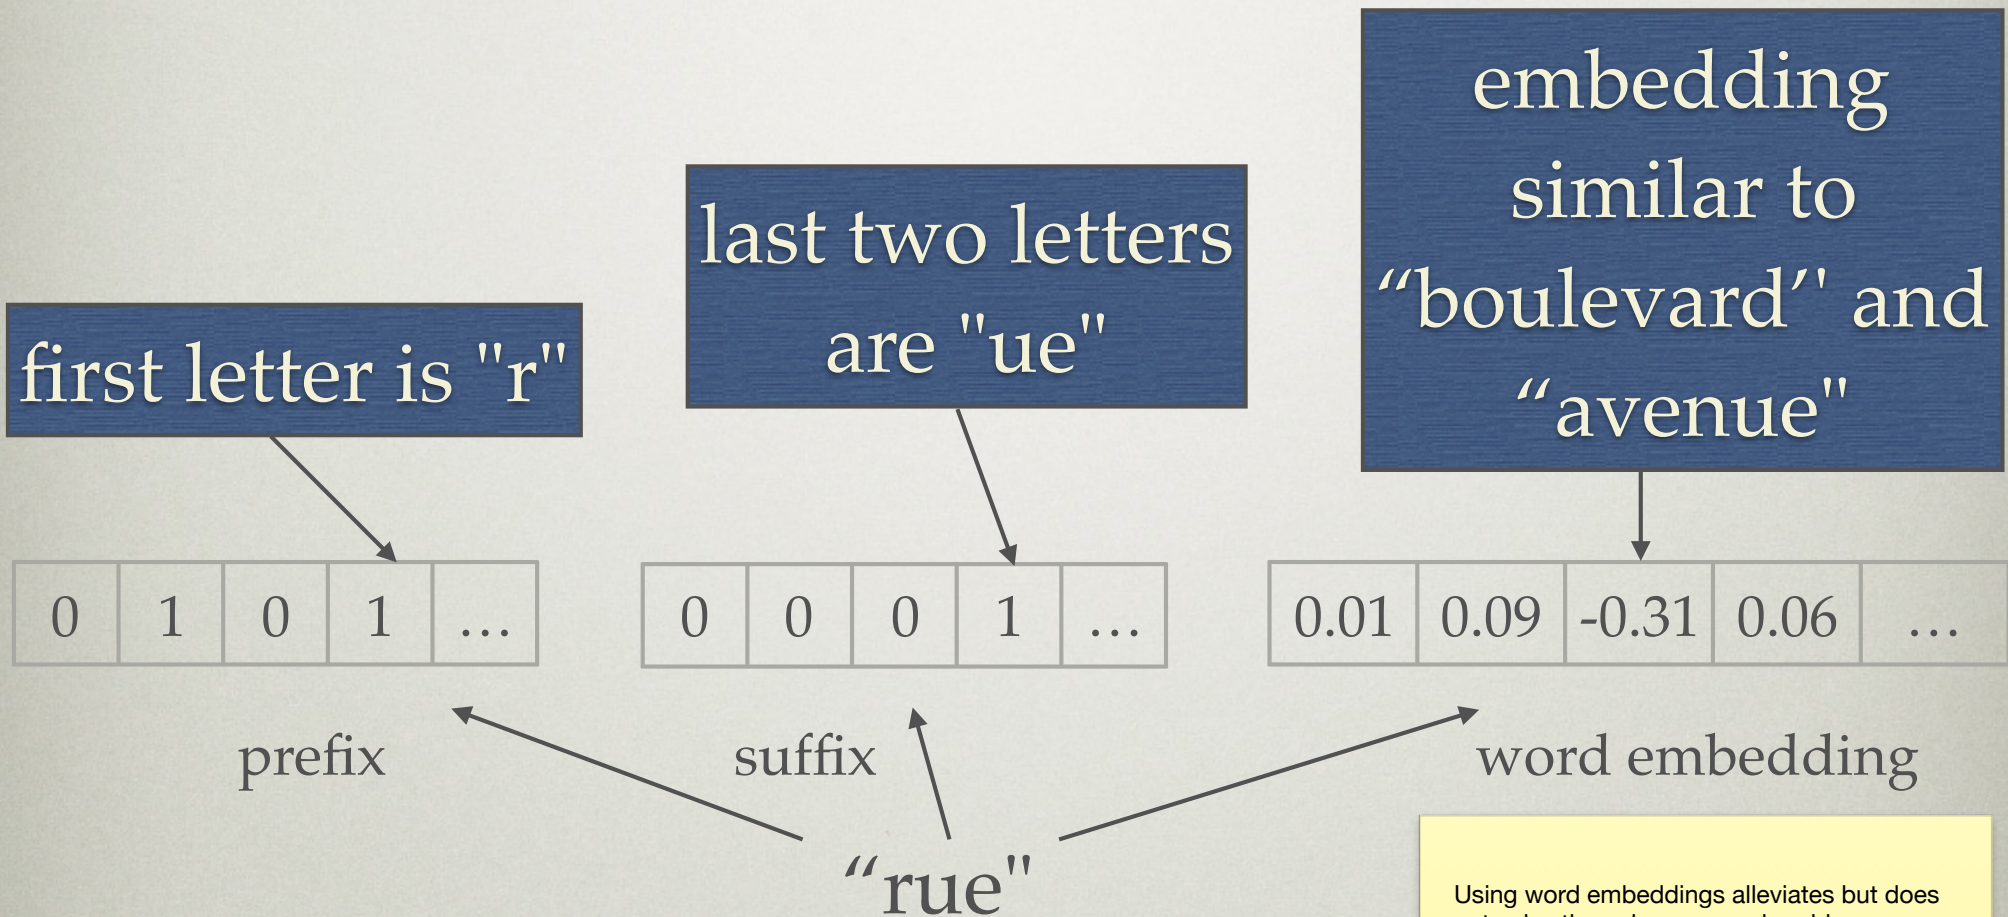 first letter is "r"
last two letters
are "ue"
embedding
similar to
“boulevard’' and
“avenue"
0 1 0 1 …
0 0 0 1 …
0.01 0.09 -0.31 0.06 …
prefix
suffix
word embedding
“rue"
Using word embeddings alleviates but does